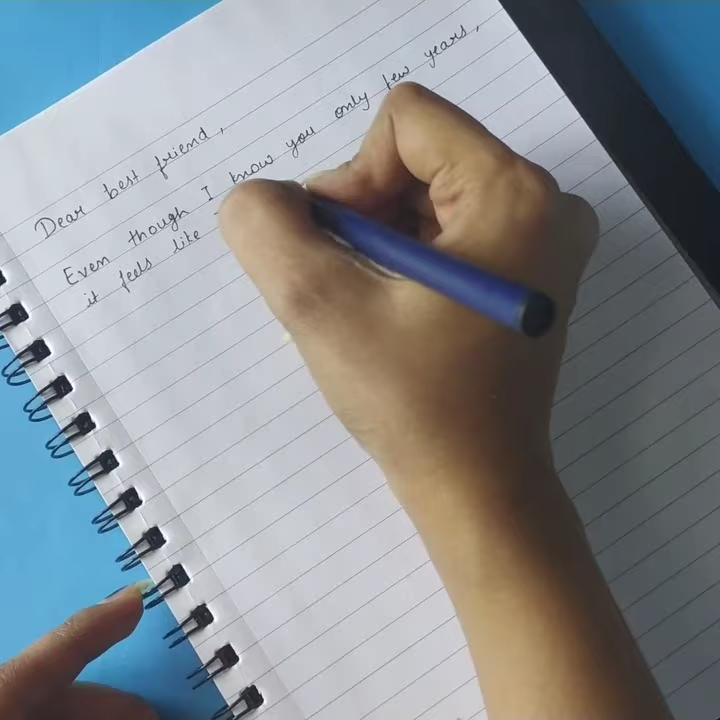 Dear best friend,
Even though I know you only few years,
it feels like